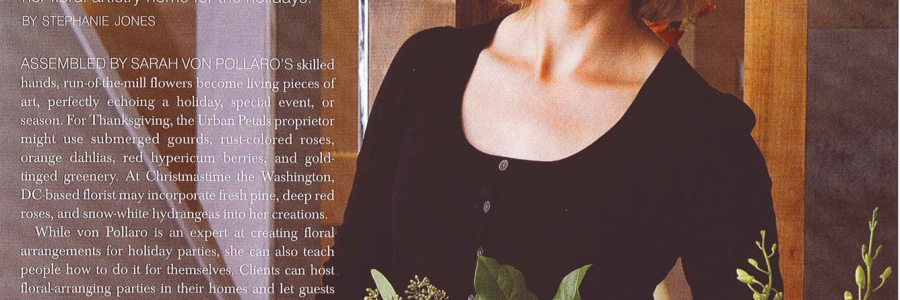 her floral artistry home for the holidays.
BY STEPHANIE JONES
ASSEMBLED BY SARAH VON POLLARO'S skilled
hands, run-of-the-mill flowers become living pieces of
art, perfectly echoing a holiday, special event, or
season. For Thanksgiving, the Urban Petals proprietor
might use submerged gourds, rust-colored roses,
orange dahlias, red hypericum berries, and gold-
tinged greenery. At Christmastime the Washington,
DC-based florist may incorporate fresh pine, deep red
roses, and snow-white hydrangeas into her creations.
While von Pollaro is an expert at creating floral
arrangements for holiday parties, she can also teach
people how to do it for themselves. Clients can host
floral-arranging parties in their homes and let guests